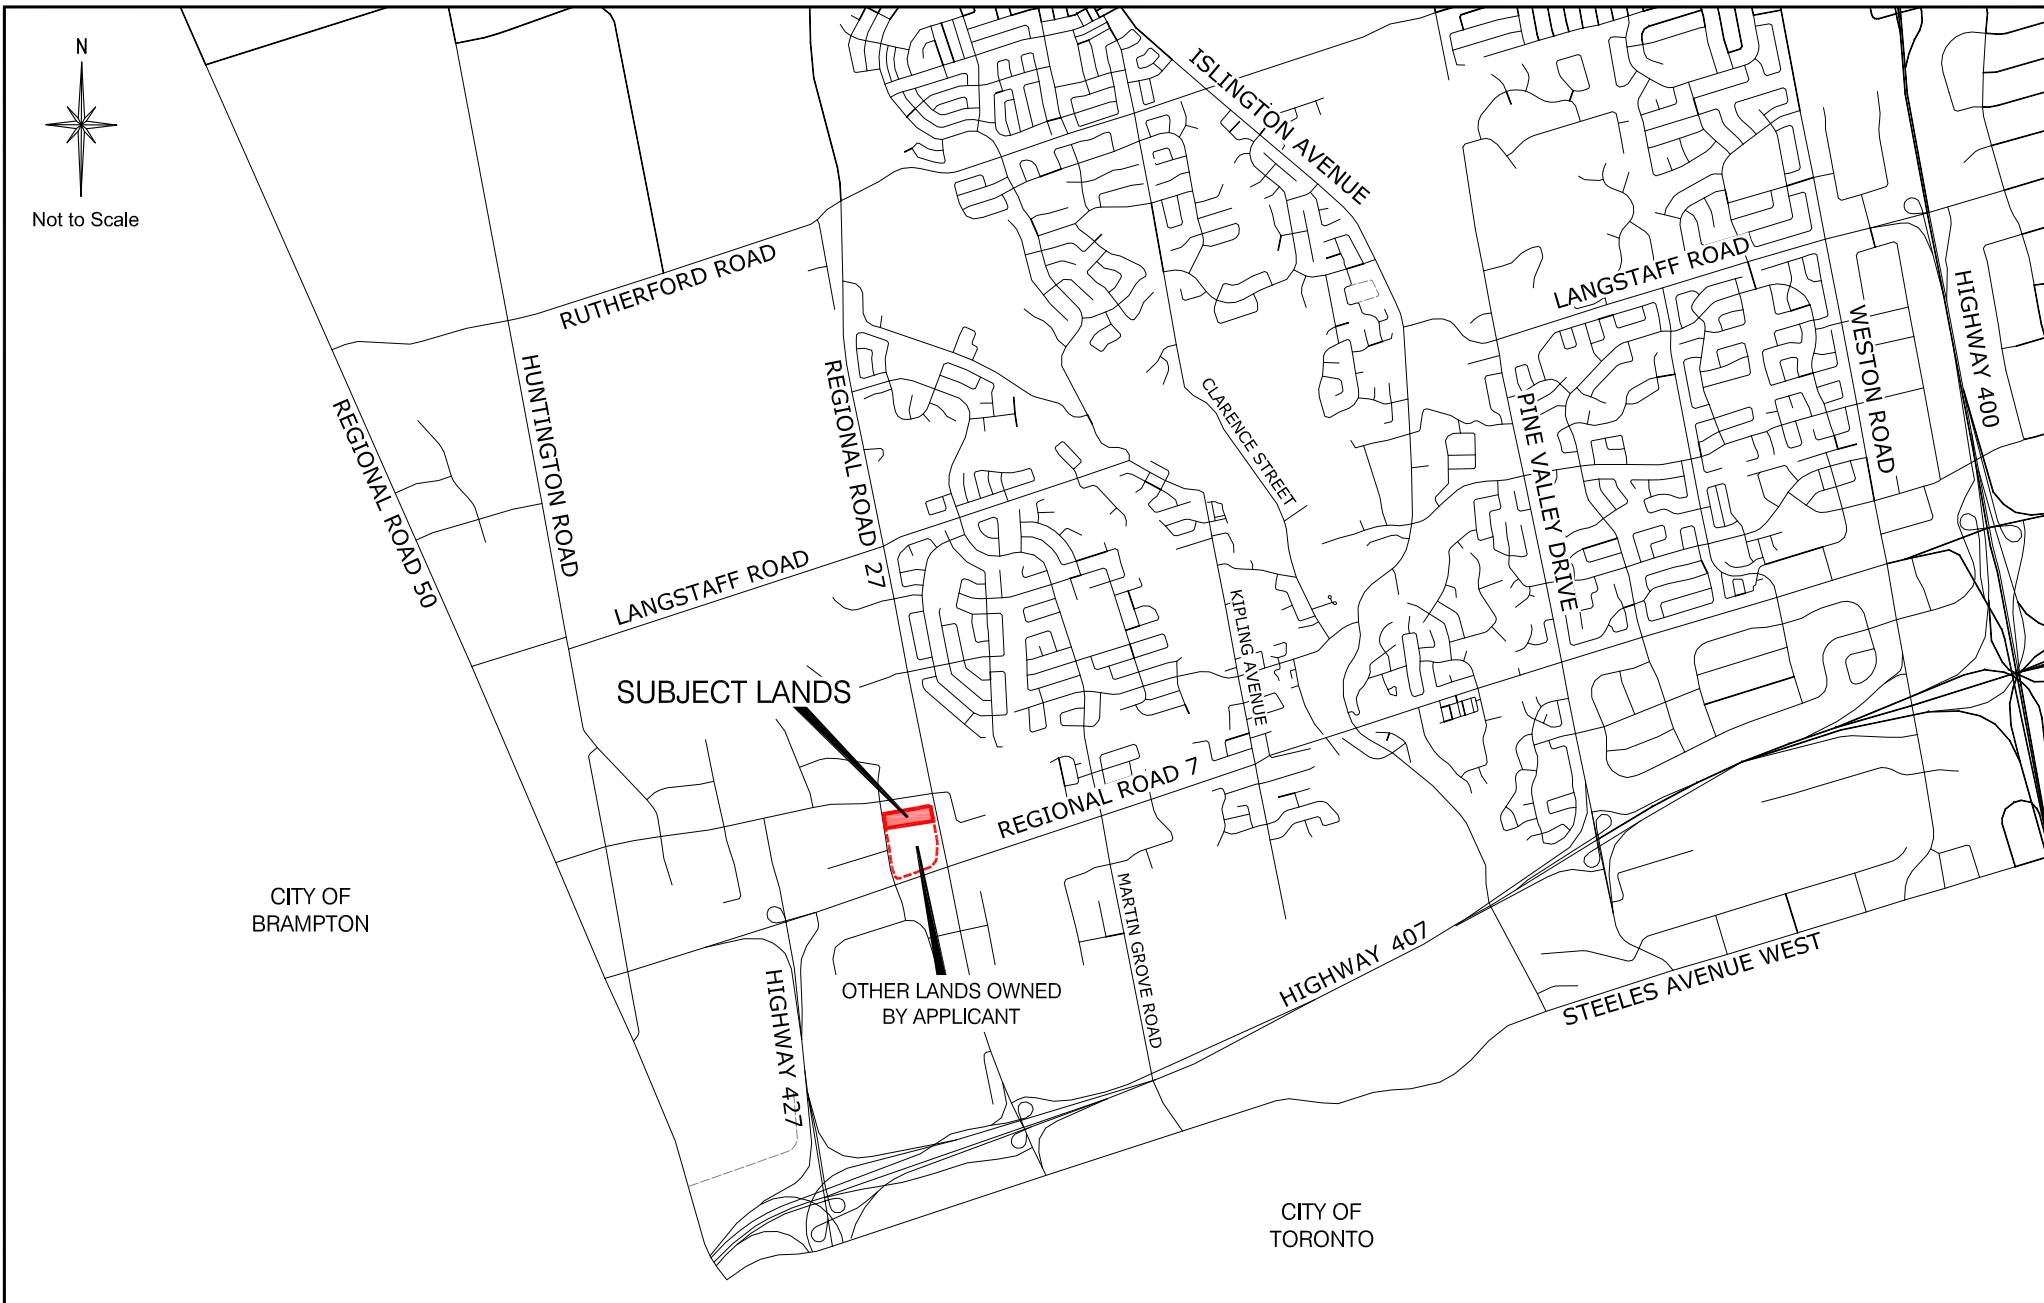 N
Not to Scale
ISLINGTON AVENUE
RUTHERFORD ROAD
LANGSTAFF ROAD
HIGHWAY 400
WESTON ROAD
HUNTINGTON ROAD
REGIONAL ROAD 27
REGIONAL ROAD 50
CLARENCE STREET
PINE VALLEY DRIVE
LANGSTAFF ROAD
KIPLING AVENUE
SUBJECT LANDS
REGIONAL ROAD 7
CITY OF
BRAMPTON
MARTIN GROVE ROAD
HIGHWAY 407
STEELES AVENUE WEST
HIGHWAY 427
OTHER LANDS OWNED
BY APPLICANT
CITY OF
TORONTO